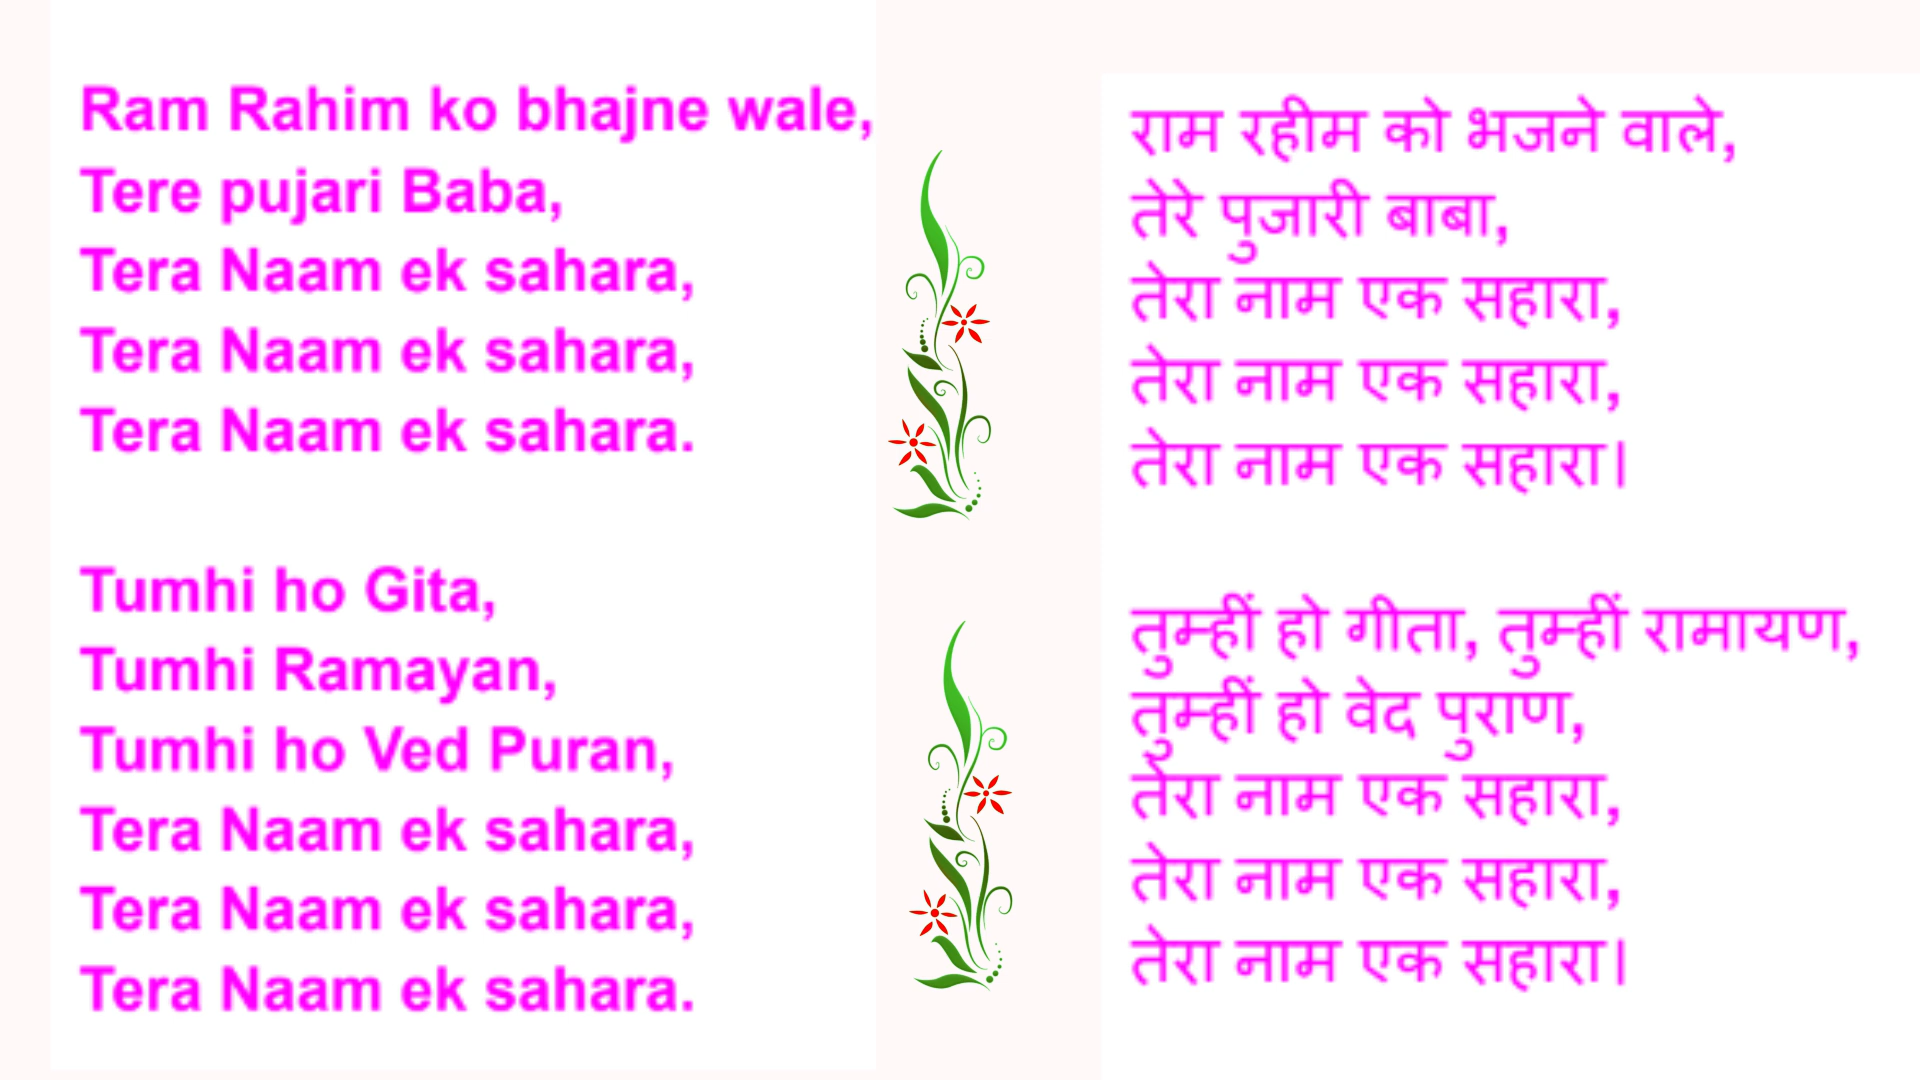 Ram Rahim ko bhajne wale,
Tere pujari Baba,
Tera Naam ek sahara,
Tera Naam ek sahara,
Tera Naam ek sahara.
Tumhi ho Gita,
Tumhi Ramayan,
Tumhi ho Ved Puran,
Tera Naam ek sahara,
Tera Naam ek sahara,
Tera Naam ek sahara.
राम रहीम को भजने वाले,
तेरे पुजारी बाबा,
तेरा नाम एक सहारा,
तेरा नाम एक सहारा,
तेरा नाम एक सहारा।
तुम्हीं हो गीता, तुम्हीं रामायण,
तुम्हीं हो वेद पुराण,
तेरा नाम एक सहारा,
तेरा नाम एक सहारा,
तेरा नाम एक सहारा।